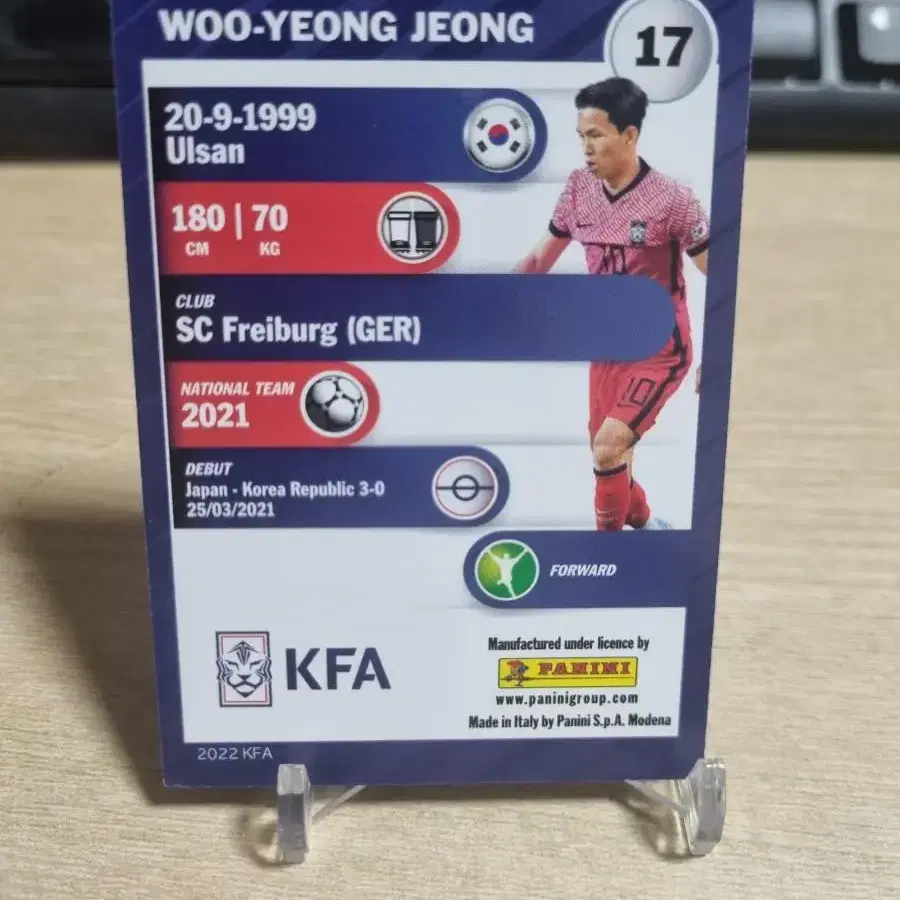 WOO-YEONG JEONG
17
20-9-1999
Ulsan
180 | 70
CM KG
CLUB
SC Freiburg (GER)
NATIONAL TEAM
2021
DEBUT
Japan - Korea Republic 3-0
25/03/2021
10
10
FORWARD
KFA
Manufactured under licence by
PANINI
www.paninigroup.com
Made in Italy by Panini S.p.A. Modena
2022 KFA